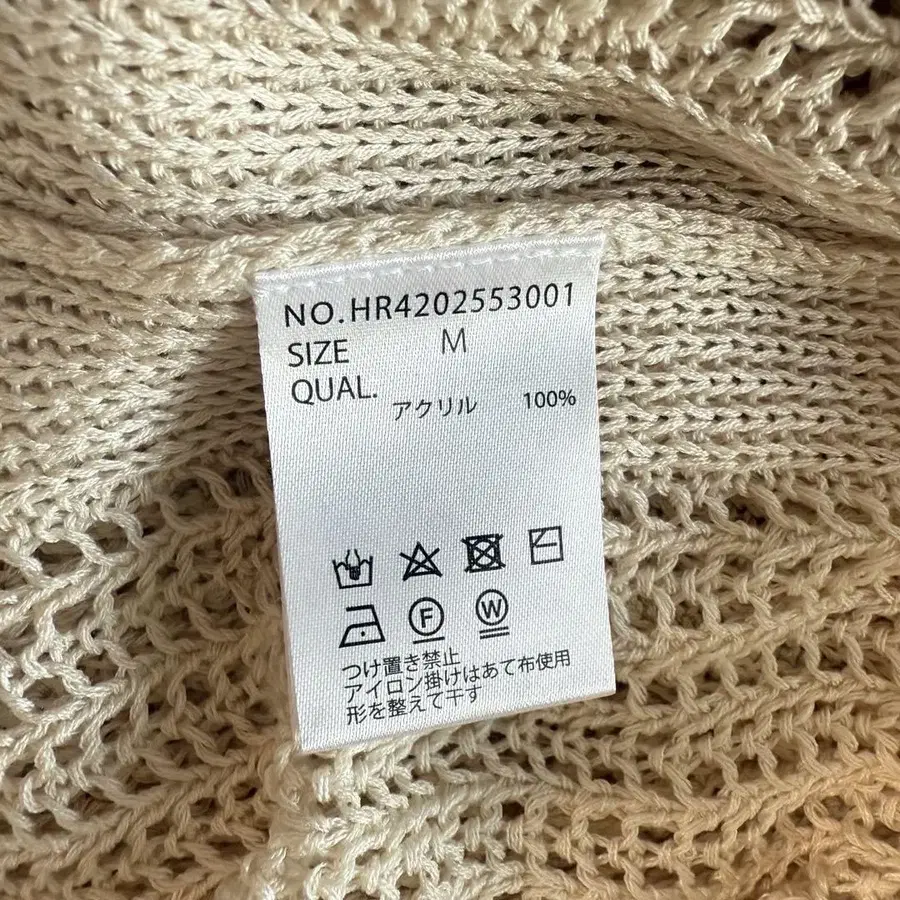 NO.HR4202553001
SIZE M
QUAL.
アクリル 100%
F W
つけ置き禁止
アイロン掛けはあて布使用
形を整えて干す